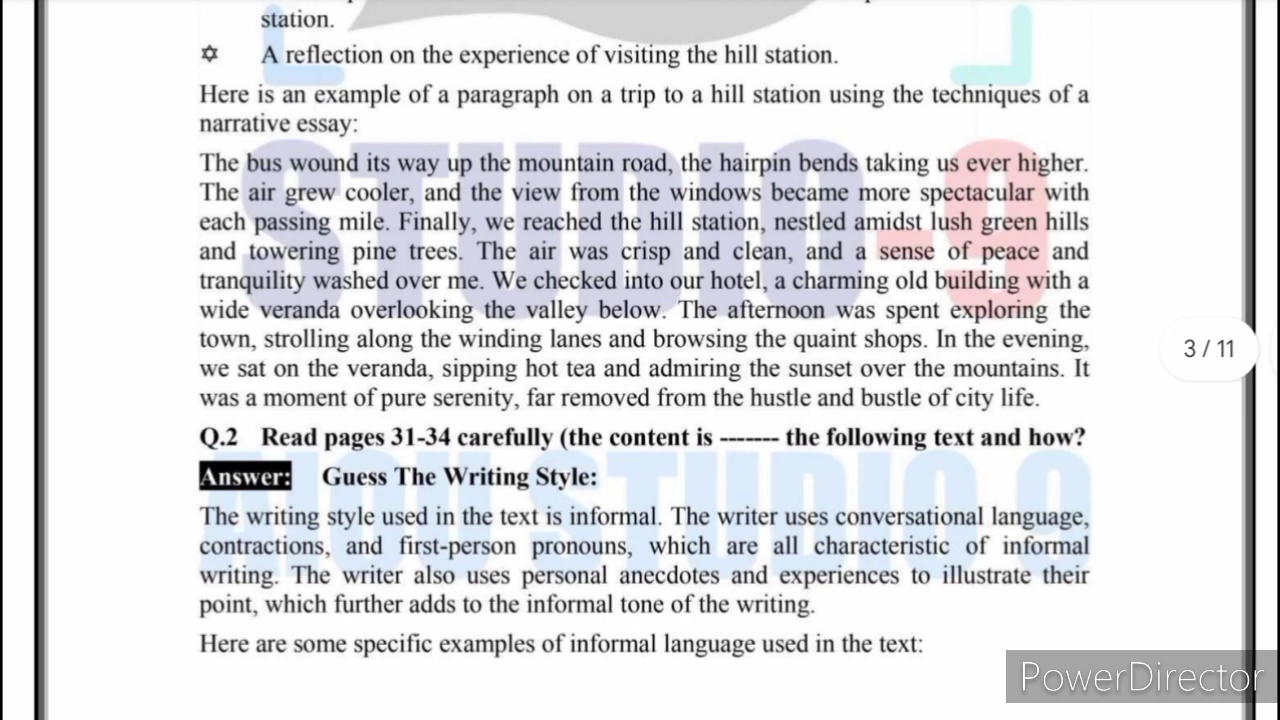 station.
✡ A reflection on the experience of visiting the hill station.
Here is an example of a paragraph on a trip to a hill station using the techniques of a
narrative essay:
The bus wound its way up the mountain road, the hairpin bends taking us ever higher.
The air grew cooler, and the view from the windows became more spectacular with
each passing mile. Finally, we reached the hill station, nestled amidst lush green hills
and towering pine trees. The air was crisp and clean, and a sense of peace and
tranquility washed over me. We checked into our hotel, a charming old building with a
wide veranda overlooking the valley below. The afternoon was spent exploring the
town, strolling along the winding lanes and browsing the quaint shops. In the evening,
we sat on the veranda, sipping hot tea and admiring the sunset over the mountains. It
was a moment of pure serenity, far removed from the hustle and bustle of city life.
Q.2 Read pages 31-34 carefully (the content is ------- the following text and how?
Answer: Guess The Writing Style:
The writing style used in the text is informal. The writer uses conversational language,
contractions, and first-person pronouns, which are all characteristic of informal
writing. The writer also uses personal anecdotes and experiences to illustrate their
point, which further adds to the informal tone of the writing.
Here are some specific examples of informal language used in the text:
3 / 11
STUDIO-9
AIOU STUDIO 9
PowerDirector